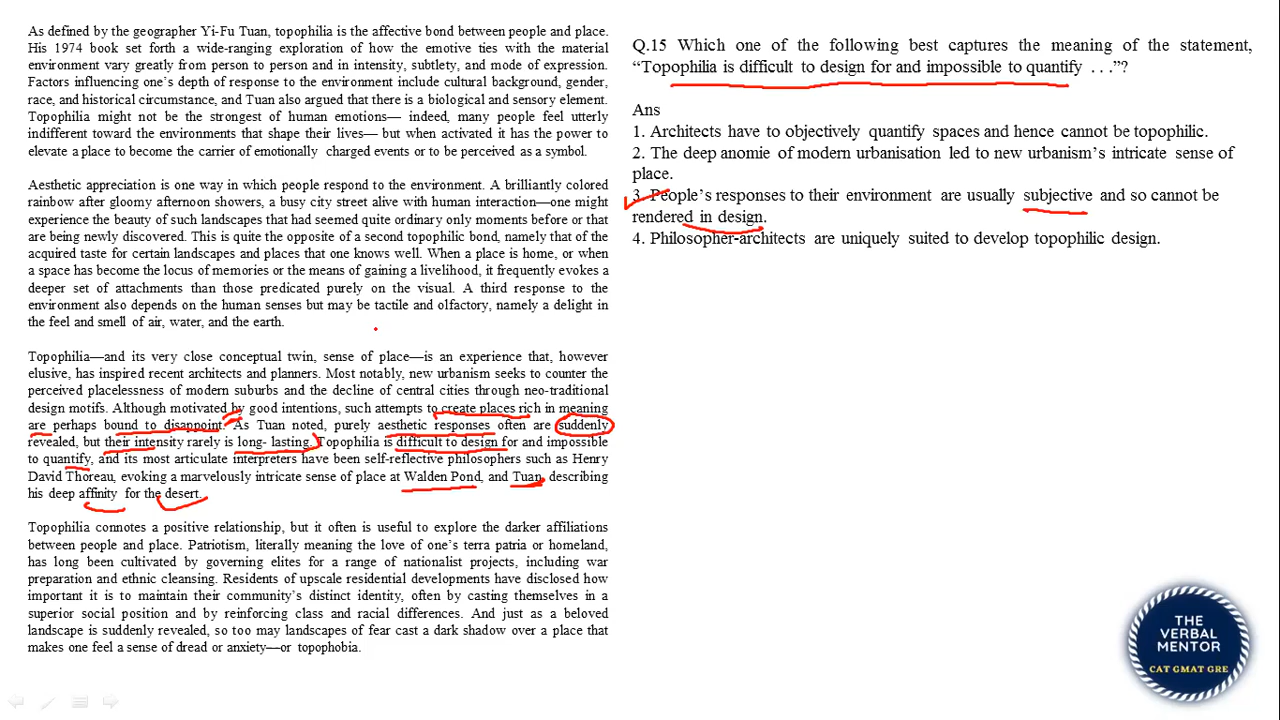 As defined by the geographer Yi-Fu Tuan, topophilia is the affective bond between people and place.
His 1974 book set forth a wide-ranging exploration of how the emotive ties with the material
environment vary greatly from person to person and in intensity, subtlety, and mode of expression.
Factors influencing one's depth of response to the environment include cultural background, gender,
race, and historical circumstance, and Tuan also argued that there is a biological and sensory element.
Topophilia might not be the strongest of human emotions— indeed, many people feel utterly
indifferent toward the environments that shape their lives— but when activated it has the power to
elevate a place to become the carrier of emotionally charged events or to be perceived as a symbol.
Aesthetic appreciation is one way in which people respond to the environment. A brilliantly colored
rainbow after gloomy afternoon showers, a busy city street alive with human interaction—one might
experience the beauty of such landscapes that had seemed quite ordinary only moments before or that
are being newly discovered. This is quite the opposite of a second topophilic bond, namely that of the
acquired taste for certain landscapes and places that one knows well. When a place is home, or when
a space has become the locus of memories or the means of gaining a livelihood, it frequently evokes a
deeper set of attachments than those predicated purely on the visual. A third response to the
environment also depends on the human senses but may be tactile and olfactory, namely a delight in
the feel and smell of air, water, and the earth.
Topophilia—and its very close conceptual twin, sense of place—is an experience that, however
elusive, has inspired recent architects and planners. Most notably, new urbanism seeks to counter the
perceived placelessness of modern suburbs and the decline of central cities through neo-traditional
design motifs. Although motivated by good intentions, such attempts to create places rich in meaning
are perhaps bound to disappoint. As Tuan noted, purely aesthetic responses often are suddenly
revealed, but their intensity rarely is long- lasting. Topophilia is difficult to design for and impossible
to quantify, and its most articulate interpreters have been self-reflective philosophers such as Henry
David Thoreau, evoking a marvelously intricate sense of place at Walden Pond, and Tuan, describing
his deep affinity for the desert.
Topophilia connotes a positive relationship, but it often is useful to explore the darker affiliations
between people and place. Patriotism, literally meaning the love of one's terra patria or homeland,
has long been cultivated by governing elites for a range of nationalist projects, including war
preparation and ethnic cleansing. Residents of upscale residential developments have disclosed how
important it is to maintain their community's distinct identity, often by casting themselves in a
superior social position and by reinforcing class and racial differences. And just as a beloved
landscape is suddenly revealed, so too may landscapes of fear cast a dark shadow over a place that
makes one feel a sense of dread or anxiety—or topophobia.
Q.15 Which one of the following best captures the meaning of the statement,
“Topophilia is difficult to design for and impossible to quantify . . .”?
Ans
1. Architects have to objectively quantify spaces and hence cannot be topophilic.
2. The deep anomie of modern urbanisation led to new urbanism's intricate sense of
place.
3. People's responses to their environment are usually subjective and so cannot be
rendered in design.
4. Philosopher-architects are uniquely suited to develop topophilic design.
THE
VERBAL
MENTOR
CAT GMAT GRE